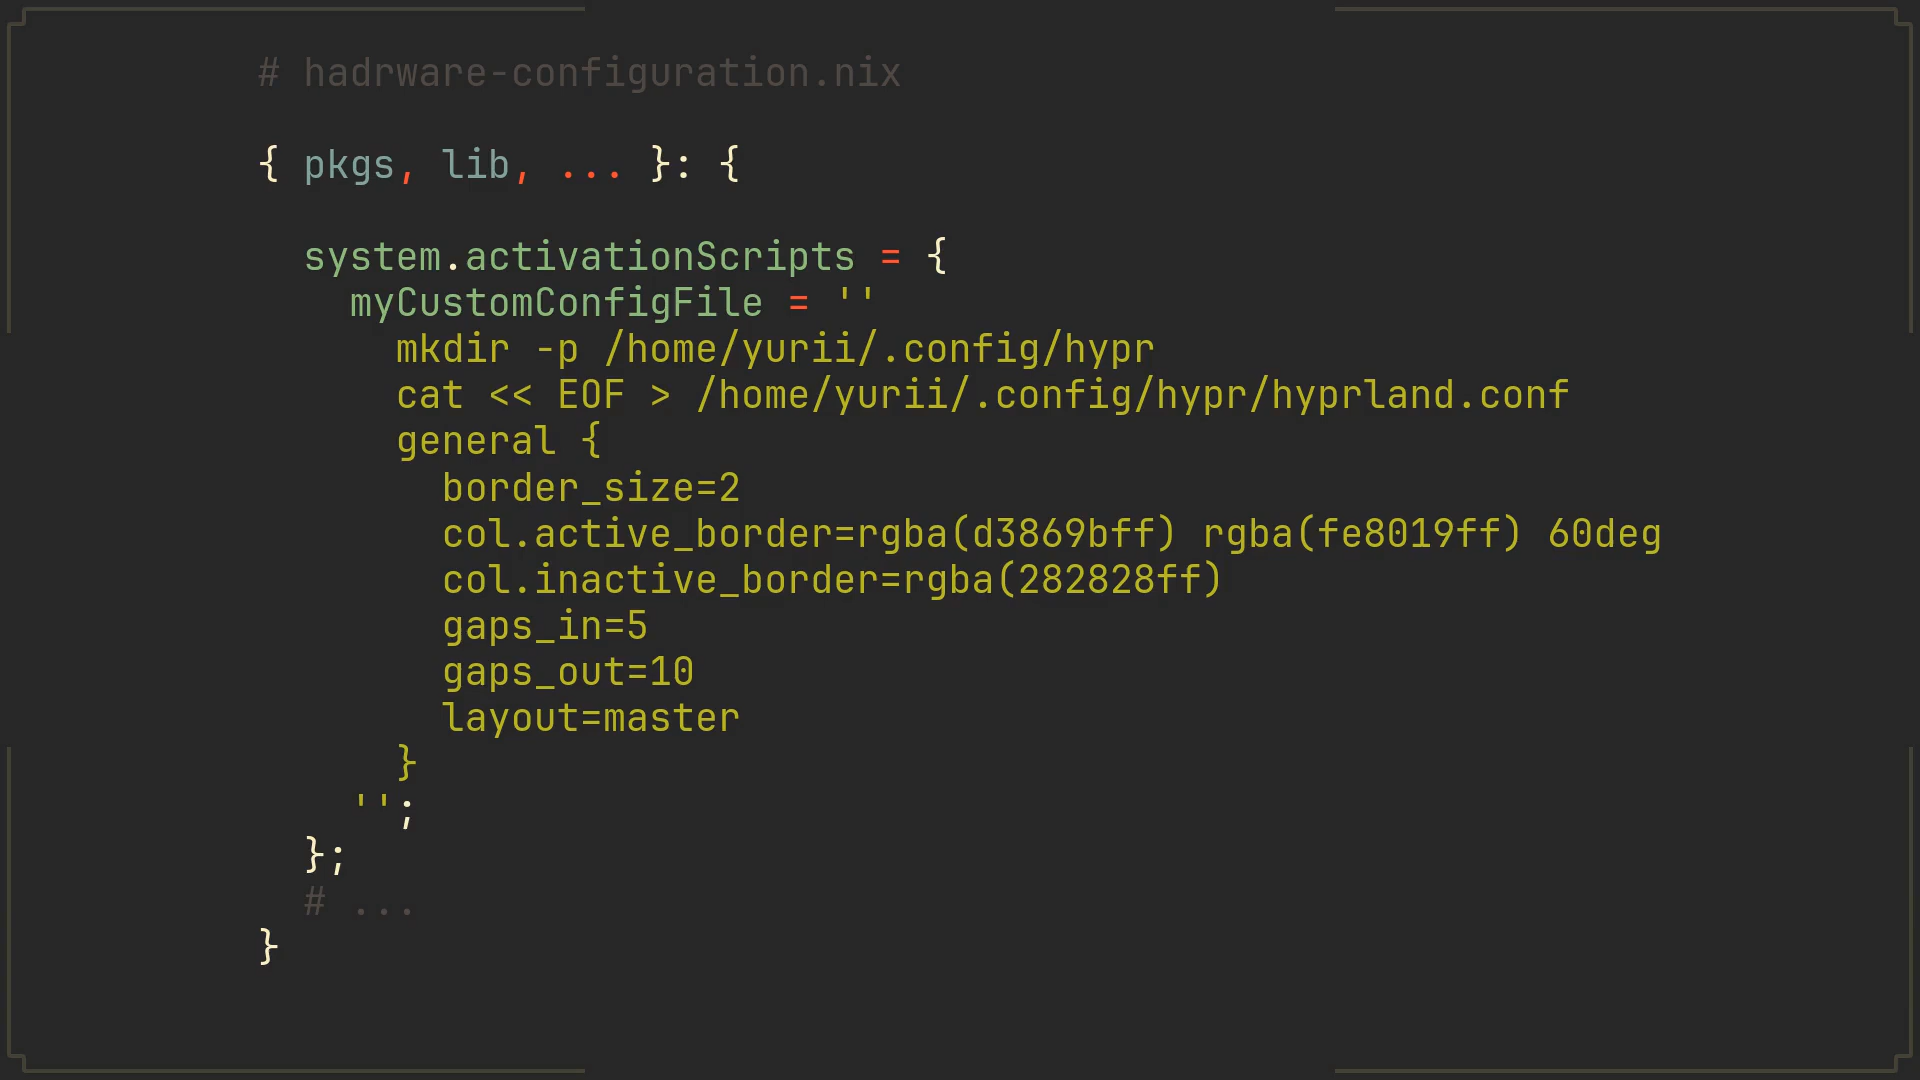 # hadrware-configuration.nix
{ pkgs, lib, ... }: {
system.activationScripts = {
myCustomConfigFile = ''
mkdir -p /home/yurii/.config/hypr
cat << EOF > /home/yurii/.config/hypr/hyprland.conf
general {
border_size=2
col.active_border=rgba(d3869bff) rgba(fe8019ff) 60deg
col.inactive_border=rgba(282828ff)
gaps_in=5
gaps_out=10
layout=master
}
'';
};
# ...
}